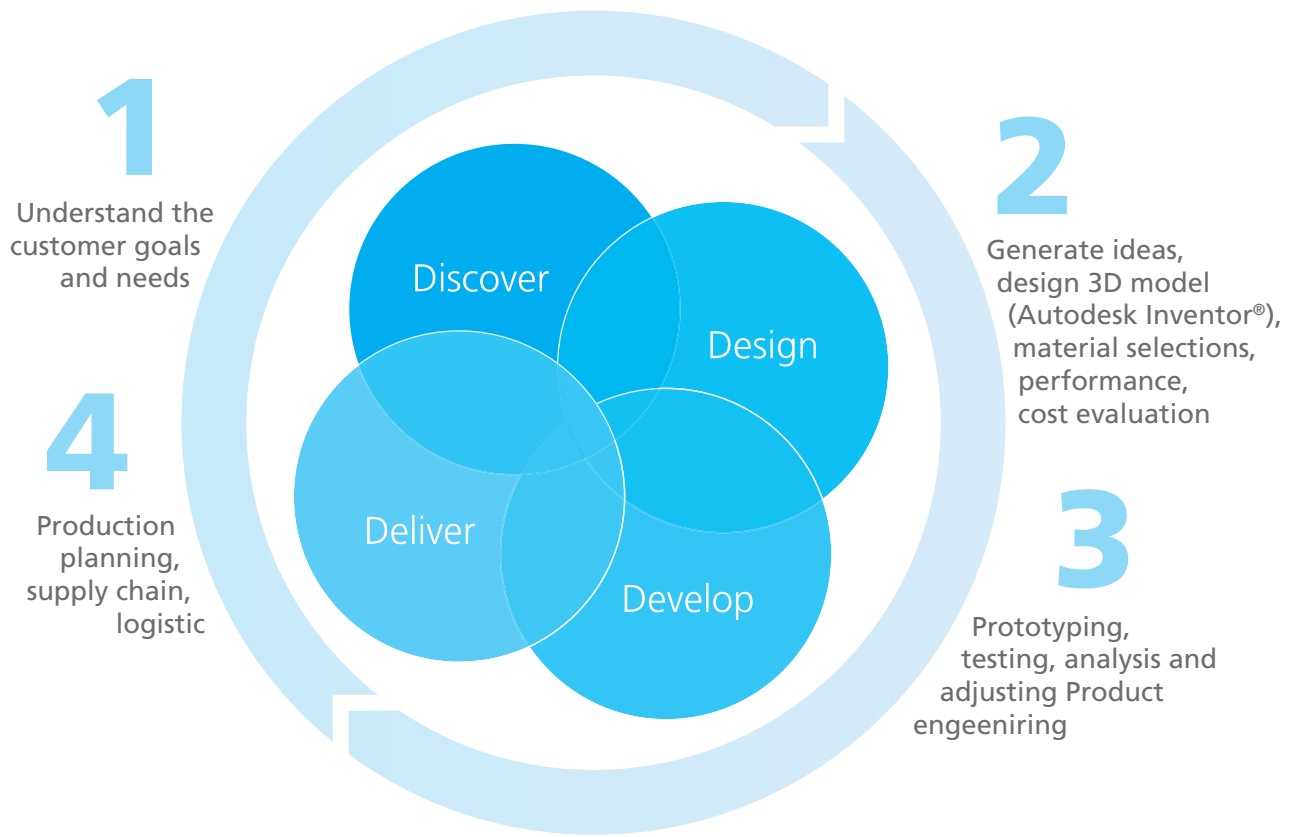 1
Understand the
customer goals
and needs
Discover
2
Generate ideas,
design 3D model
(Autodesk Inventor®),
material selections,
performance,
cost evaluation
Design
3
Prototyping,
testing, analysis and
adjusting Product
engeeniring
Develop
4
Production
planning,
supply chain,
logistic
Deliver